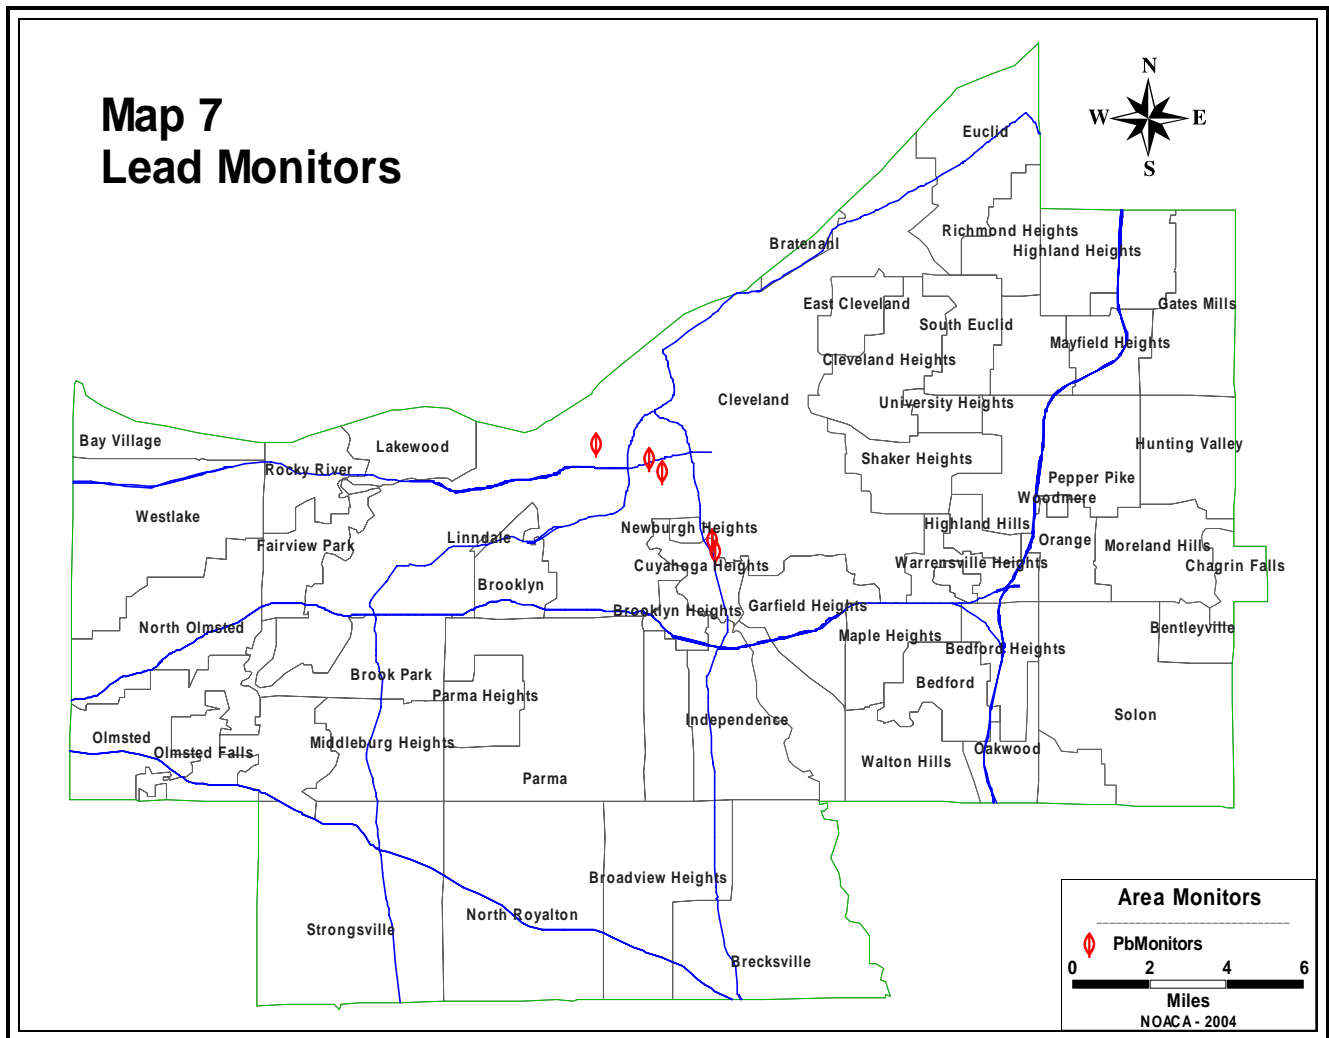 Map 7
Lead Monitors
N
W
E
S
Euclid
Richmond Heights
Bratenahl
Highland Heights
East Cleveland
Gates Mills
South Euclid
Mayfield Heights
Cleveland Heights
Cleveland
University Heights
Bay Village
Lakewood
Hunting Valley
Rocky River
Shaker Heights
Pepper Pike
Woodmere
Westlake
Newburgh Heights
Highland Hills
Linndale
Orange
Fairview Park
Moreland Hills
Cuyahoga Heights
Warrensville Heights
Chagrin Falls
Brooklyn
Brooklyn Heights
Garfield Heights
North Olmsted
Maple Heights
Bentleyville
Bedford Heights
Brook Park
Bedford
Parma Heights
Solon
Independence
Olmsted
Middleburg Heights
Olmsted Falls
Oakwood
Walton Hills
Parma
Broadview Heights
North Royalton
Strongsville
Brecksville
Area Monitors
PbMonitors
0 2 4 6
Miles
NOACA - 2004